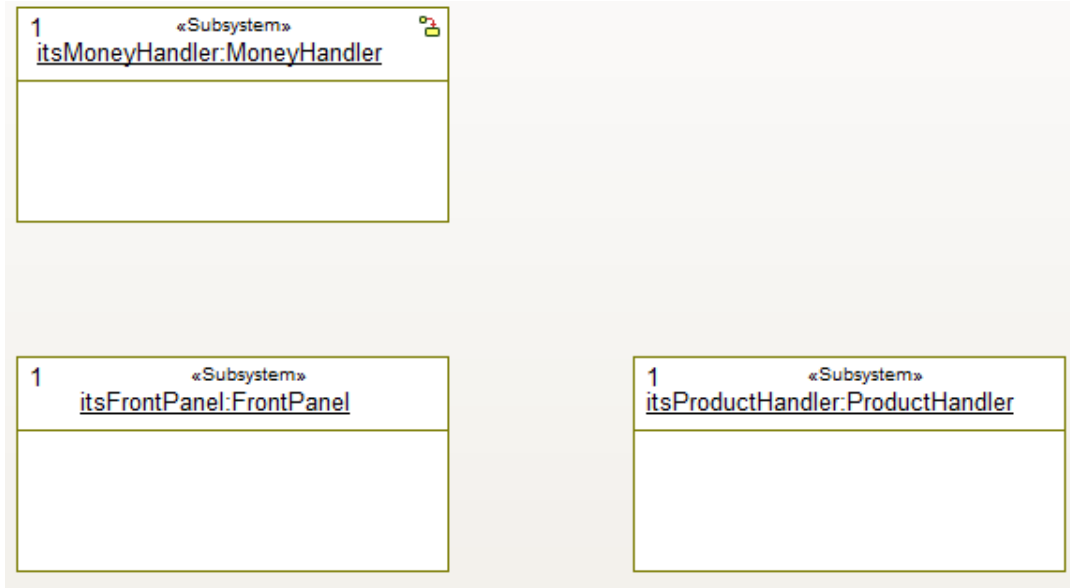 1 «Subsystem»
itsMoneyHandler:MoneyHandler
1 «Subsystem»
itsFrontPanel:FrontPanel
1 «Subsystem»
itsProductHandler:ProductHandler